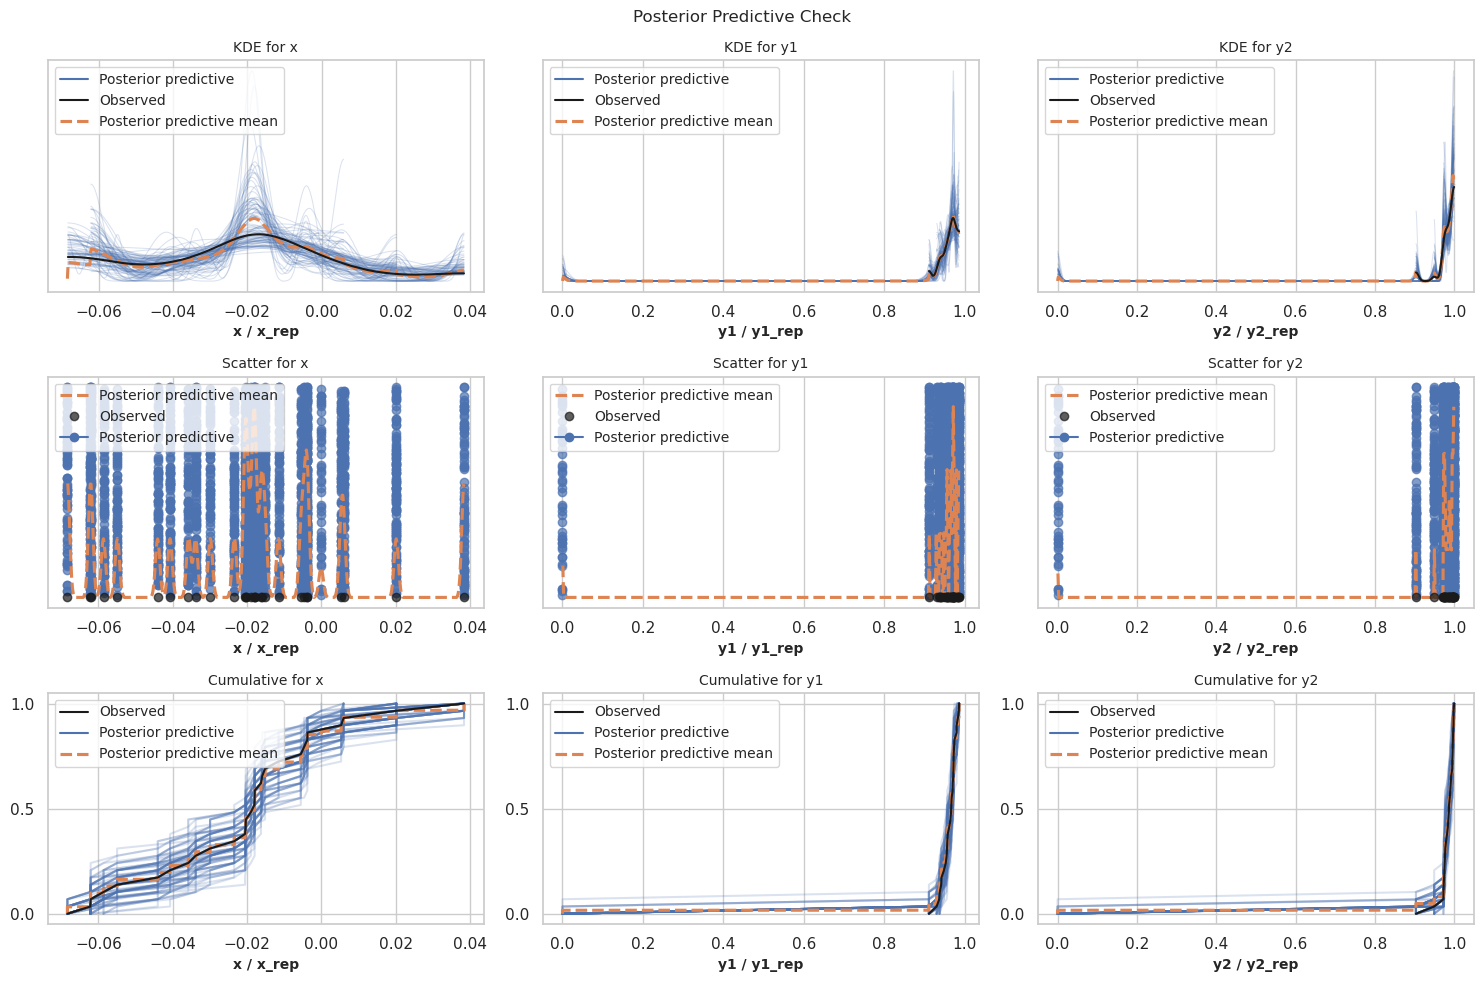 Posterior Predictive Check
KDE for x
Posterior predictive
Observed
Posterior predictive mean
−0.06 −0.04 −0.02 0.00 0.02 0.04
x / x_rep
KDE for y1
Posterior predictive
Observed
Posterior predictive mean
0.0 0.2 0.4 0.6 0.8 1.0
y1 / y1_rep
KDE for y2
Posterior predictive
Observed
Posterior predictive mean
0.0 0.2 0.4 0.6 0.8 1.0
y2 / y2_rep
Scatter for x
Posterior predictive mean
Observed
Posterior predictive
−0.06 −0.04 −0.02 0.00 0.02 0.04
x / x_rep
Scatter for y1
Posterior predictive mean
Observed
Posterior predictive
0.0 0.2 0.4 0.6 0.8 1.0
y1 / y1_rep
Scatter for y2
Posterior predictive mean
Observed
Posterior predictive
0.0 0.2 0.4 0.6 0.8 1.0
y2 / y2_rep
Cumulative for x
Observed
Posterior predictive
Posterior predictive mean
1.0
0.5
0.0
−0.06 −0.04 −0.02 0.00 0.02 0.04
x / x_rep
Cumulative for y1
Observed
Posterior predictive
Posterior predictive mean
1.0
0.5
0.0
0.0 0.2 0.4 0.6 0.8 1.0
y1 / y1_rep
Cumulative for y2
Observed
Posterior predictive
Posterior predictive mean
1.0
0.5
0.0
0.0 0.2 0.4 0.6 0.8 1.0
y2 / y2_rep